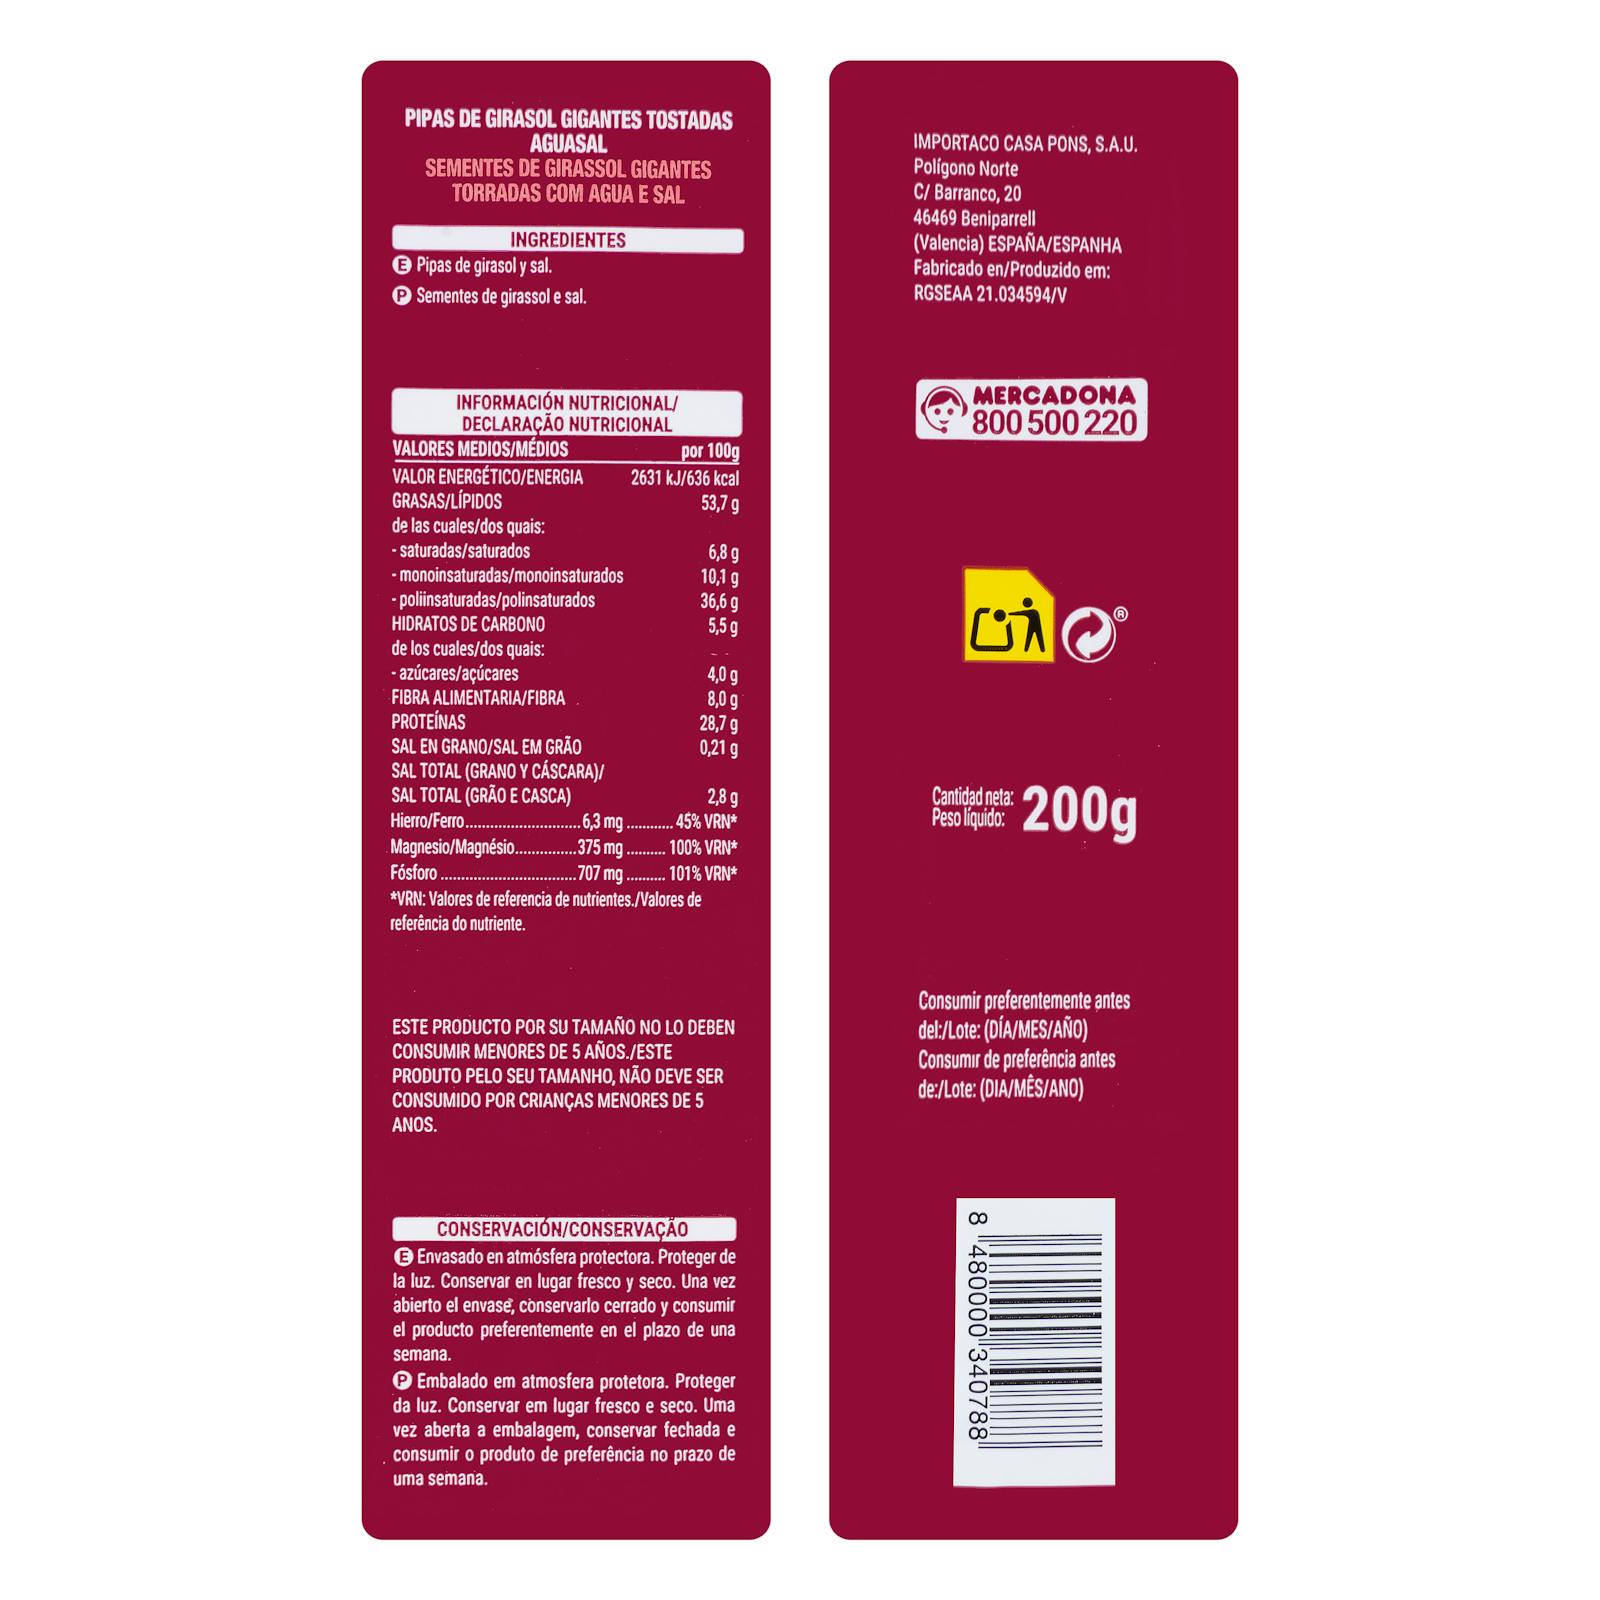 PIPAS DE GIRASOL GIGANTES TOSTADAS
AGUASAL
SEMENTES DE GIRASSOL GIGANTES
TORRADAS COM AGUA E SAL
INGREDIENTES
E Pipas de girasol y sal.
P Sementes de girassol e sal.
INFORMACIÓN NUTRICIONAL/
DECLARAÇÃO NUTRICIONAL
VALORES MEDIOS/MÉDIOS por 100g
VALOR ENERGÉTICO/ENERGIA 2631 kJ/636 kcal
GRASAS/LÍPIDOS 53,7 g
de las cuales/dos quais:
- saturadas/saturados 6,8 g
- monoinsaturadas/monoinsaturados 10,1 g
- poliinsaturadas/polinsaturados 36,6 g
HIDRATOS DE CARBONO 5,5 g
de los cuales/dos quais:
- azúcares/açúcares 4,0 g
FIBRA ALIMENTARIA/FIBRA 8,0 g
PROTEÍNAS 28,7 g
SAL EN GRANO/SAL EM GRÃO 0,21 g
SAL TOTAL (GRANO Y CÁSCARA)/
SAL TOTAL (GRÃO E CASCA) 2,8 g
Hierro/Ferro............................6,3 mg ............ 45% VRN*
Magnesio/Magnésio...............375 mg .......... 100% VRN*
Fósforo .................................707 mg .......... 101% VRN*
*VRN: Valores de referencia de nutrientes./Valores de
referência do nutriente.
ESTE PRODUCTO POR SU TAMAÑO NO LO DEBEN
CONSUMIR MENORES DE 5 AÑOS./ESTE
PRODUTO PELO SEU TAMANHO, NÃO DEVE SER
CONSUMIDO POR CRIANÇAS MENORES DE 5
ANOS.
CONSERVACIÓN/CONSERVAÇÃO
E Envasado en atmósfera protectora. Proteger de
la luz. Conservar en lugar fresco y seco. Una vez
abierto el envase, conservarlo cerrado y consumir
el producto preferentemente en el plazo de una
semana.
P Embalado em atmosfera protetora. Proteger
da luz. Conservar em lugar fresco e seco. Uma
vez aberta a embalagem, conservar fechada e
consumir o produto de preferência no prazo de
uma semana.
IMPORTACO CASA PONS, S.A.U.
Polígono Norte
C/ Barranco, 20
46469 Beniparrell
(Valencia) ESPAÑA/ESPANHA
Fabricado en/Produzido em:
RGSEAA 21.034594/V
MERCADONA
800 500 220
®
Cantidad neta:
Peso líquido: 200g
Consumir preferentemente antes
del:/Lote: (DÍA/MES/AÑO)
Consumir de preferência antes
de:/Lote: (DIA/MÊS/ANO)
8 480000 340788